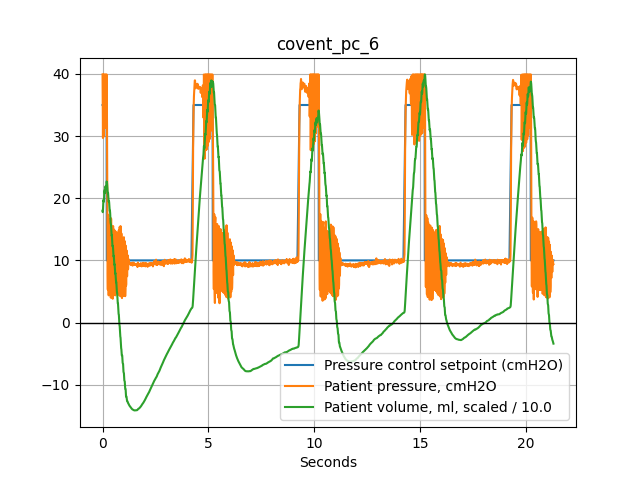 covent_pc_6
40
30
20
10
0
−10
0
5
10
15
20
Seconds
Pressure control setpoint (cmH2O)
Patient pressure, cmH2O
Patient volume, ml, scaled / 10.0